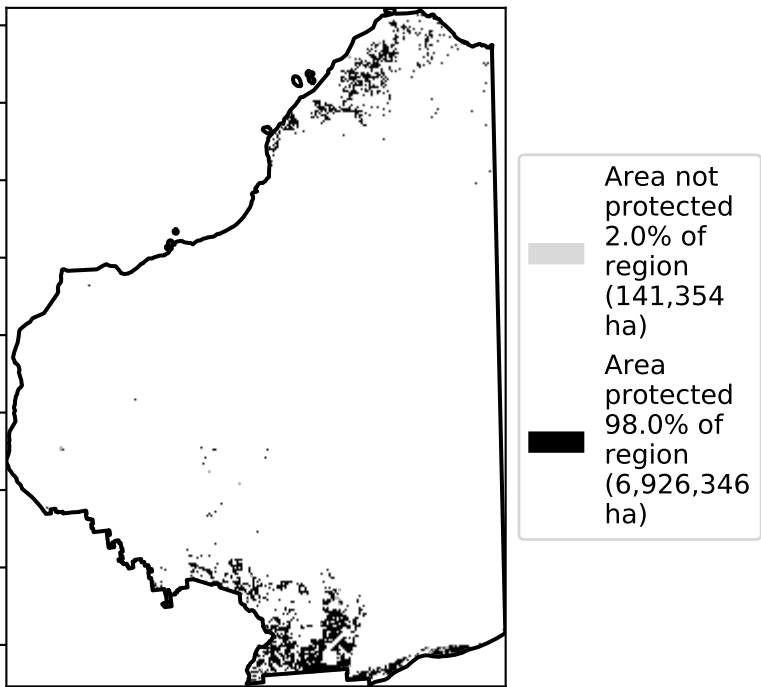 Area not
protected
2.0% of
region
(141,354
ha)
Area
protected
98.0% of
region
(6,926,346
ha)